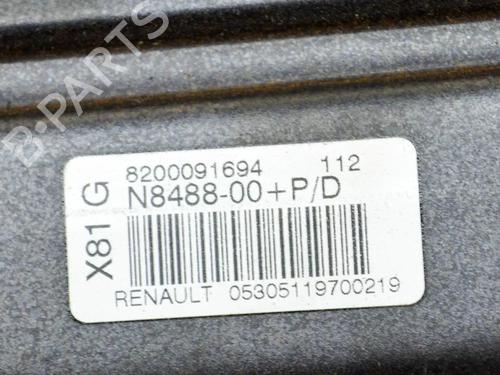 B-PARTS
X81 G
8200091694 112
N8488-00+P/D
RENAULT 05305119700219